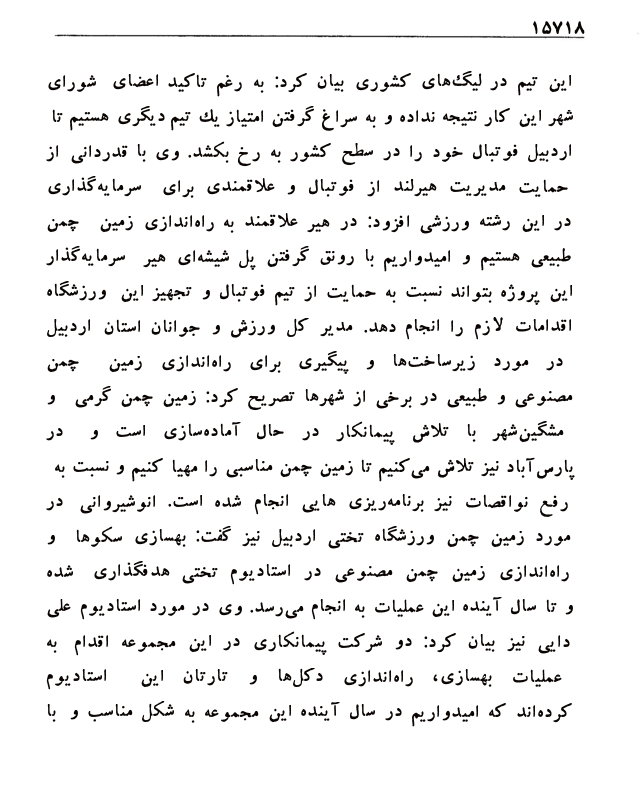 ۱۵۷۱۸
این تیم در لیگ‌های کشوری بیان کرد: به رغم تاکید اعضای شورای
شهر این کار نتیجه نداده و به سراغ گرفتن امتیاز یك تیم دیگری هستیم تا
اردبیل فوتبال خود را در سطح کشور به رخ بکشد. وی با قدردانی از
حمایت مدیریت هیرلند از فوتبال و علاقمندی برای سرمایه‌گذاری
در این رشته ورزشی افزود: در هیر علاقمند به راه‌اندازی زمین چمن
طبیعی هستیم و امیدواریم با رونق گرفتن پل شیشه‌ای هیر سرمایه‌گذار
این پروژه بتواند نسبت به حمایت از تیم فوتبال و تجهیز این ورزشگاه
اقدامات لازم را انجام دهد. مدیر کل ورزش و جوانان استان اردبیل
در مورد زیرساخت‌ها و پیگیری برای راه‌اندازی زمین چمن
مصنوعی و طبیعی در برخی از شهرها تصریح کرد: زمین چمن گرمی و
مشگین‌شهر با تلاش پیمانکار در حال آماده‌سازی است و در
پارس‌آباد نیز تلاش می‌کنیم تا زمین چمن مناسبی را مهیا کنیم و نسبت به
رفع نواقصات نیز برنامه‌ریزی هایی انجام شده است. انوشیروانی در
مورد زمین چمن ورزشگاه تختی اردبیل نیز گفت: بهسازی سکوها و
راه‌اندازی زمین چمن مصنوعی در استادیوم تختی هدفگذاری شده
و تا سال آینده این عملیات به انجام می‌رسد. وی در مورد استادیوم علی
دایی نیز بیان کرد: دو شرکت پیمانکاری در این مجموعه اقدام به
عملیات بهسازی، راه‌اندازی دکل‌ها و تارتان این استادیوم
کرده‌اند که امیدواریم در سال آینده این مجموعه به شکل مناسب و با